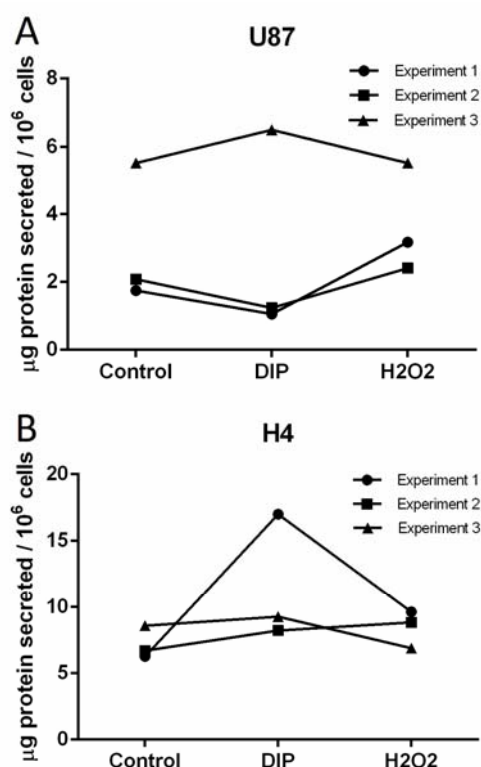 A
U87
µg protein secreted / 10⁶ cells
8
6
4
2
0
Experiment 1
Experiment 2
Experiment 3
Control
DIP
H2O2
B
H4
µg protein secreted / 10⁶ cells
20
15
10
5
0
Experiment 1
Experiment 2
Experiment 3
Control
DIP
H2O2